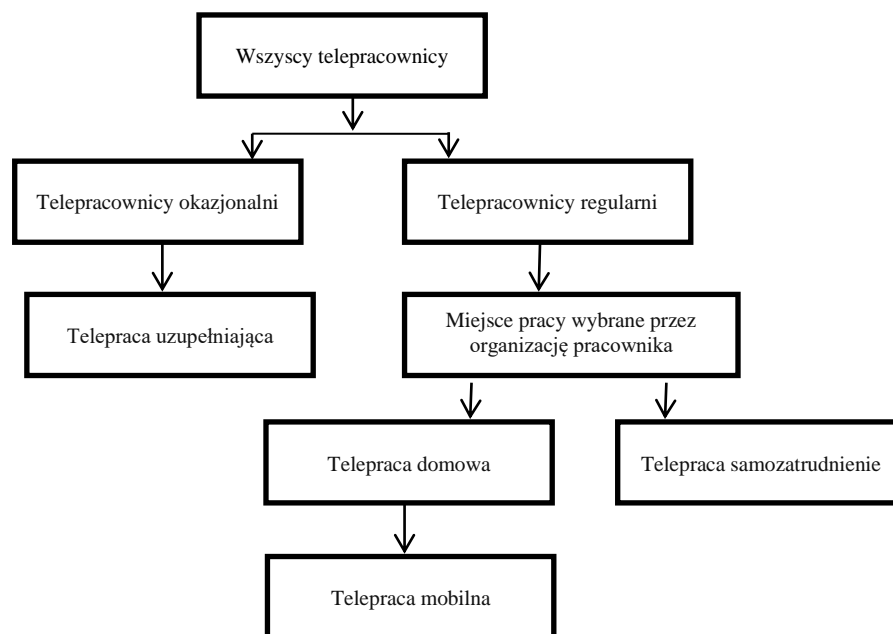 Wszyscy telepracownicy
Telepracownicy okazjonalni
Telepracownicy regularni
Telepraca uzupełniająca
Miejsce pracy wybrane przez
organizację pracownika
Telepraca domowa
Telepraca samozatrudnienie
Telepraca mobilna